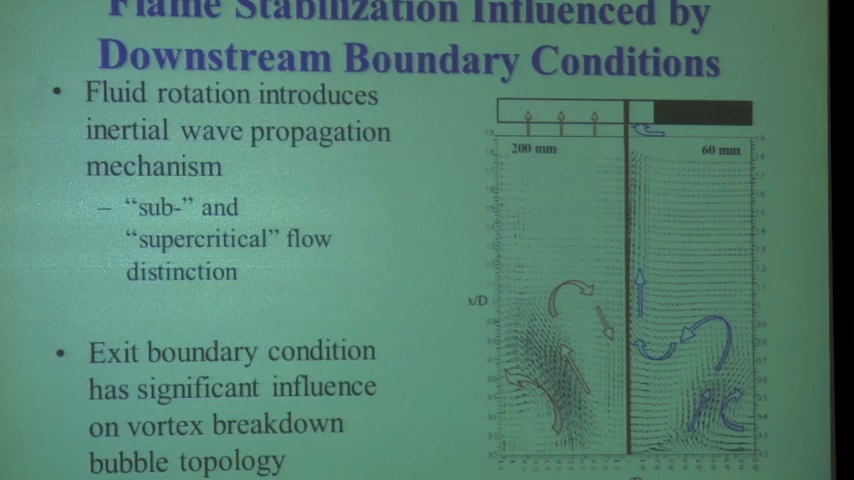 Flame Stabilization Influenced by
Downstream Boundary Conditions
• Fluid rotation introduces
inertial wave propagation
mechanism
– “sub-” and
“supercritical” flow
distinction
• Exit boundary condition
has significant influence
on vortex breakdown
bubble topology
200 mm
60 mm
x/D